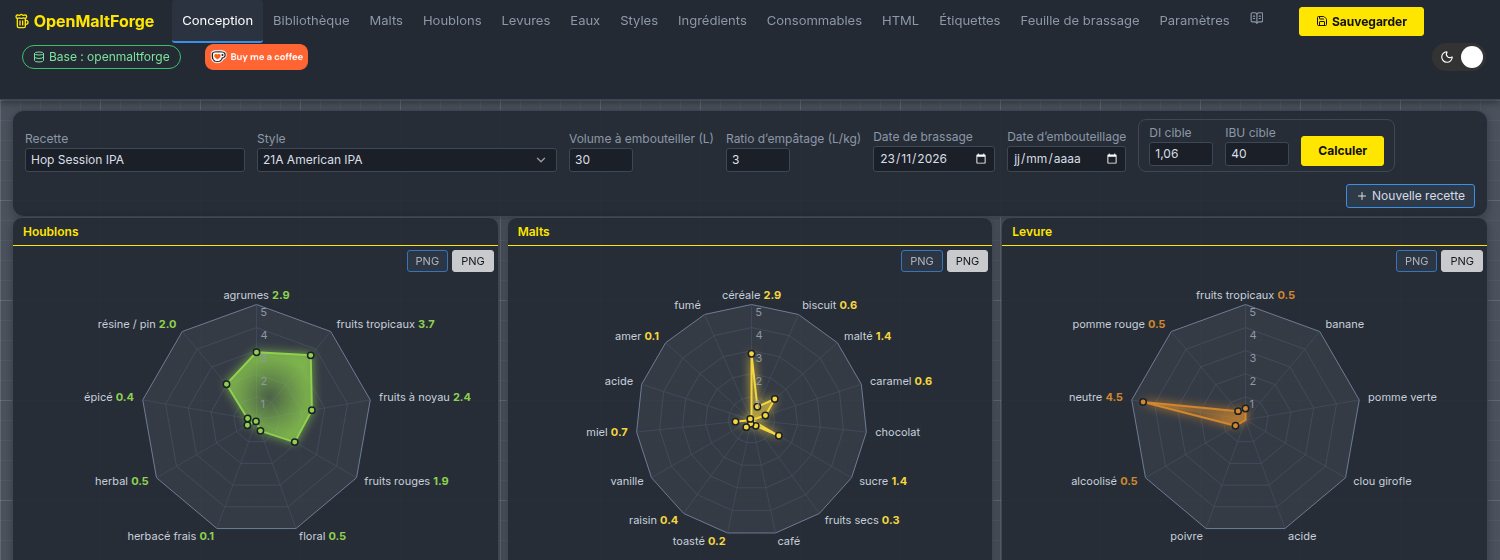 OpenMaltForge Conception Bibliothèque Malts Houblons Levures Eaux Styles Ingrédients Consommables HTML Étiquettes Feuille de brassage Paramètres Sauvegarder
Base : openmaltforge Buy me a coffee
Recette Style Volume à embouteiller (L) Ratio d'empâtage (L/kg) Date de brassage Date d'embouteillage DI cible IBU cible
Hop Session IPA 21A American IPA 30 3 23/11/2026 jj/mm/aaaa 1,06 40 Calculer
+ Nouvelle recette
Houblons
PNG PNG
agrumes 2.9
résine / pin 2.0
fruits tropicaux 3.7
épicé 0.4
fruits à noyau 2.4
herbal 0.5
fruits rouges 1.9
herbacé frais 0.1
floral 0.5
5
4
3
2
1
Malts
PNG PNG
céréale 2.9
fumé
biscuit 0.6
amer 0.1
malté 1.4
acide
caramel 0.6
miel 0.7
chocolat
vanille
sucre 1.4
raisin 0.4
fruits secs 0.3
toasté 0.2
café
5
4
3
2
Levure
PNG PNG
fruits tropicaux 0.5
pomme rouge 0.5
banane
neutre 4.5
pomme verte
alcoolisé 0.5
clou girofle
poivre
acide
5
4
3
2
1